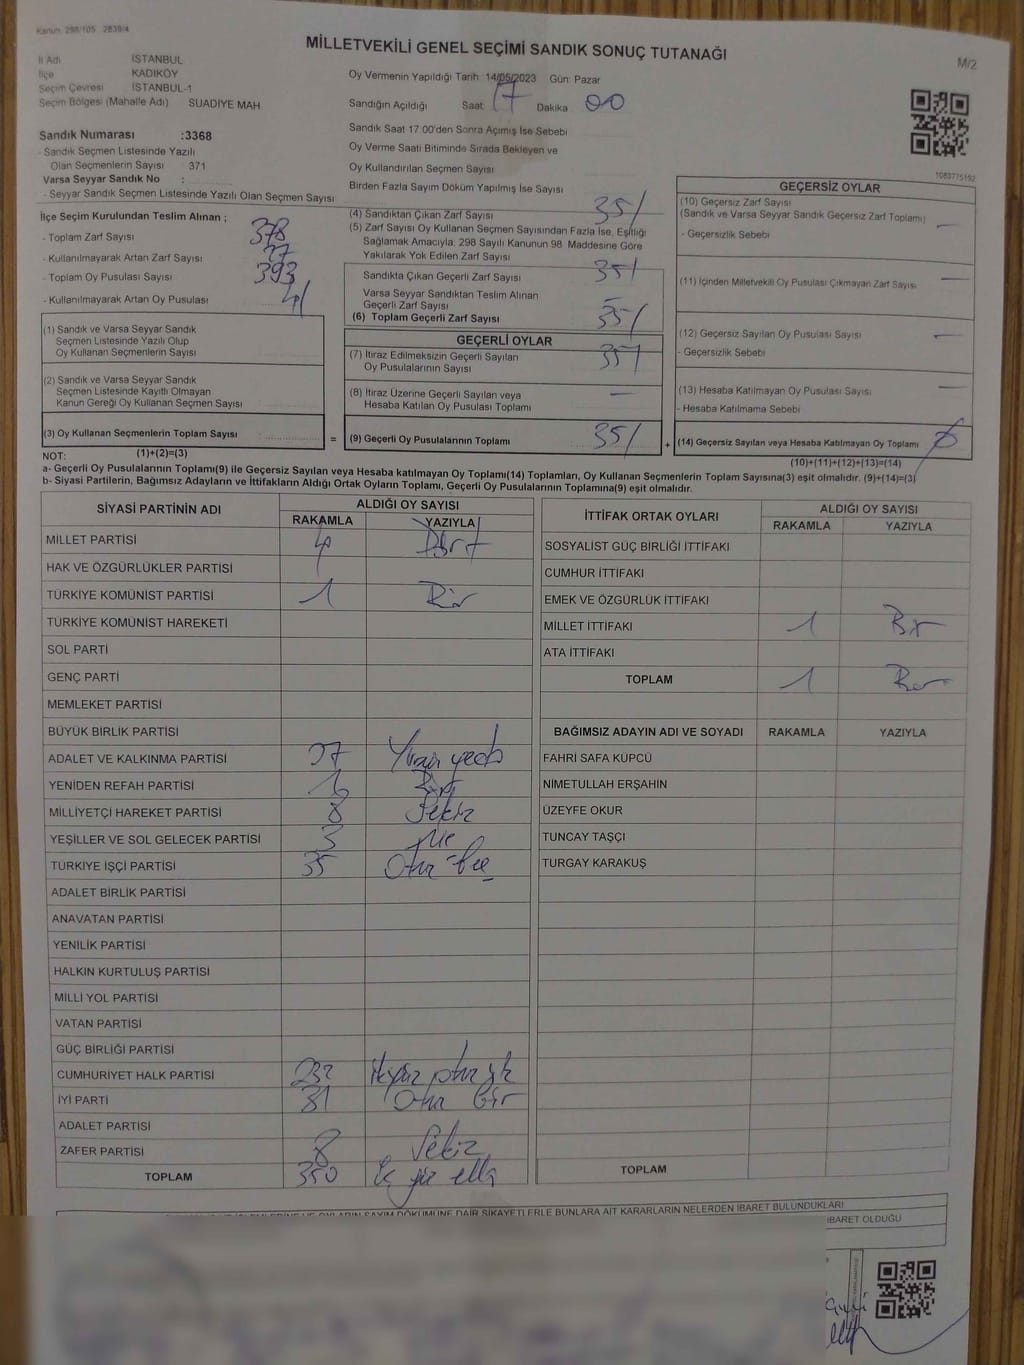 Kanun: 298/105 2839/4
MİLLETVEKİLİ GENEL SEÇİMİ SANDIK SONUÇ TUTANAĞI
M/2
İl Adı İSTANBUL
İlçe KADIKÖY
Seçim Çevresi İSTANBUL-1
Seçim Bölgesi (Mahalle Adı) SUADİYE MAH.
Sandık Numarası :3368
- Sandık Seçmen Listesinde Yazılı
Olan Seçmenlerin Sayısı 371
Varsa Seyyar Sandık No :
- Seyyar Sandık Seçmen Listesinde Yazılı Olan Seçmen Sayısı
Oy Vermenin Yapıldığı Tarih 14/05/2023 Gün: Pazar
Sandığın Açıldığı Saat 17 Dakika 00
Sandık Saat 17.00'den Sonra Açımış İse Sebebi
Oy Verme Saati Bitiminde Sırada Bekleyen ve
Oy Kullandırılan Seçmen Sayısı
Birden Fazla Sayım Döküm Yapılmış İse Sayısı
1083775192
İlçe Seçim Kurulundan Teslim Alınan ;
- Toplam Zarf Sayısı 378
- Kullanılmayarak Artan Zarf Sayısı 27
- Toplam Oy Pusulası Sayısı 393
- Kullanılmayarak Artan Oy Pusulası 41
(4) Sandıktan Çıkan Zarf Sayısı 351
(5) Zarf Sayısı Oy Kullanan Seçmen Sayısından Fazla İse, Eşitliği
Sağlamak Amacıyla, 298 Sayılı Kanunun 98. Maddesine Göre
Yakılarak Yok Edilen Zarf Sayısı
Sandıkta Çıkan Geçerli Zarf Sayısı 351
Varsa Seyyar Sandıktan Teslim Alınan
Geçerli Zarf Sayısı –
(6) Toplam Geçerli Zarf Sayısı 351
GEÇERSİZ OYLAR
(10) Geçersiz Zarf Sayısı
(Sandık ve Varsa Seyyar Sandık Geçersiz Zarf Toplamı) —
- Geçersizlik Sebebi
(11) İçinden Milletvekili Oy Pusulası Çıkmayan Zarf Sayısı —
(12) Geçersiz Sayılan Oy Pusulası Sayısı —
- Geçersizlik Sebebi
(13) Hesaba Katılmayan Oy Pusulası Sayısı —
- Hesaba Katılmama Sebebi
(14) Geçersiz Sayılan veya Hesaba Katılmayan Oy Toplamı
(10)+(11)+(12)+(13)=(14)
(1) Sandık ve Varsa Seyyar Sandık
Seçmen Listesinde Yazılı Olup
Oy Kullanan Seçmenlerin Sayısı
(2) Sandık ve Varsa Seyyar Sandık
Seçmen Listesinde Kayıtlı Olmayan
Kanun Gereği Oy Kullanan Seçmen Sayısı
(3) Oy Kullanan Seçmenlerin Toplam Sayısı =
(1)+(2)=(3)
GEÇERLİ OYLAR
(7) İtiraz Edilmeksizin Geçerli Sayılan
Oy Pusulalarının Sayısı 351
(8) İtiraz Üzerine Geçerli Sayılan veya
Hesaba Katılan Oy Pusulası Toplamı —
(9) Geçerli Oy Pusulalarının Toplamı 351 +
NOT:
a- Geçerli Oy Pusulalarının Toplamı(9) ile Geçersiz Sayılan veya Hesaba katılmayan Oy Toplamı(14) Toplamları, Oy Kullanan Seçmenlerin Toplam Sayısına(3) eşit olmalıdır. (9)+(14)=(3)
b- Siyasi Partilerin, Bağımsız Adayların ve İttifakların Aldığı Ortak Oyların Toplamı, Geçerli Oy Pusulalarının Toplamına(9) eşit olmalıdır.
SİYASİ PARTİNİN ADI ALDIĞI OY SAYISI
RAKAMLA YAZIYLA
MİLLET PARTİSİ 4 Dört
HAK VE ÖZGÜRLÜKLER PARTİSİ
TÜRKİYE KOMÜNİST PARTİSİ 1 Bir
TÜRKİYE KOMÜNİST HAREKETİ
SOL PARTİ
GENÇ PARTİ
MEMLEKET PARTİSİ
BÜYÜK BİRLİK PARTİSİ
ADALET VE KALKINMA PARTİSİ 27 Yirmi yedi
YENİDEN REFAH PARTİSİ 1 Bir
MİLLİYETÇİ HAREKET PARTİSİ 8 Sekiz
YEŞİLLER VE SOL GELECEK PARTİSİ 3 Üç
TÜRKİYE İŞÇİ PARTİSİ 35 Otuz beş
ADALET BİRLİK PARTİSİ
ANAVATAN PARTİSİ
YENİLİK PARTİSİ
HALKIN KURTULUŞ PARTİSİ
MİLLİ YOL PARTİSİ
VATAN PARTİSİ
GÜÇ BİRLİĞİ PARTİSİ
CUMHURİYET HALK PARTİSİ 232 İkiyüz otuz iki
İYİ PARTİ 31 Otuz bir
ADALET PARTİSİ
ZAFER PARTİSİ 8 Sekiz
TOPLAM 350 Üç yüz elli
İTTİFAK ORTAK OYLARI ALDIĞI OY SAYISI
RAKAMLA YAZIYLA
SOSYALİST GÜÇ BİRLİĞİ İTTİFAKI
CUMHUR İTTİFAKI
EMEK VE ÖZGÜRLÜK İTTİFAKI
MİLLET İTTİFAKI 1 Bir
ATA İTTİFAKI
TOPLAM 1 Bir
BAĞIMSIZ ADAYIN ADI VE SOYADI RAKAMLA YAZIYLA
FAHRİ SAFA KÜPCÜ
NİMETULLAH ERŞAHİN
ÜZEYFE OKUR
TUNCAY TAŞÇI
TURGAY KARAKUŞ
TOPLAM
OYLARIN SAYIM DÖKÜMÜNE DAİR ŞİKAYETLERLE BUNLARA AİT KARARLARIN NELERDEN İBARET BULUNDUKLARI
İBARET OLDUĞU